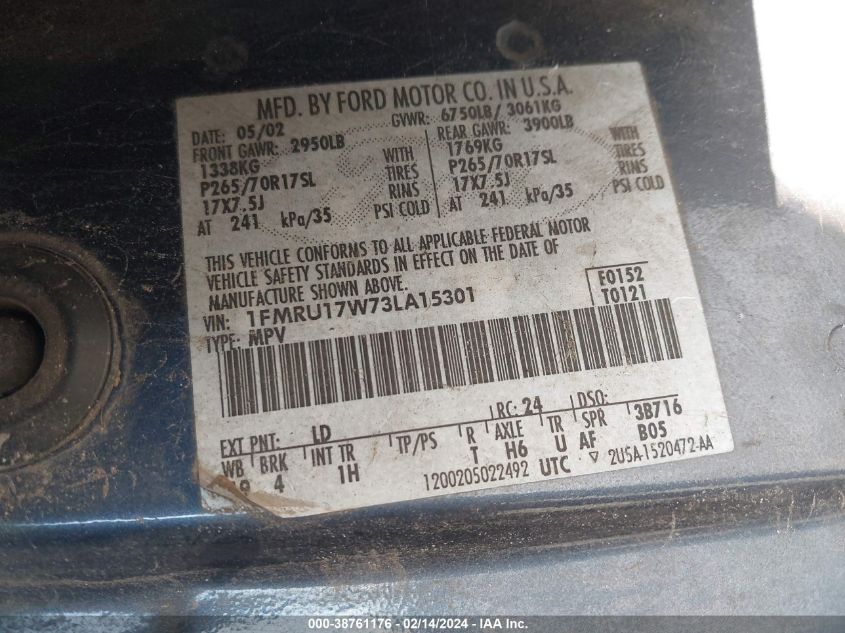 MFD. BY FORD MOTOR CO. IN U.S.A.
DATE: 05/02 GVWR: 6750LB/ 3061KG
FRONT GAWR: 2950LB REAR GAWR: 3900LB
1338KG WITH 1769KG WITH
P265/70R17SL TIRES P265/70R17SL TIRES
17X7.5J RINS 17X7.5J RINS
AT 241 kPa/35 PSI COLD AT 241 kPa/35 PSI COLD
THIS VEHICLE CONFORMS TO ALL APPLICABLE FEDERAL MOTOR
VEHICLE SAFETY STANDARDS IN EFFECT ON THE DATE OF
MANUFACTURE SHOWN ABOVE.
VIN: 1FMRU17W73LA15301 F0152
TYPE: MPV T0121
EXT PNT: LD RC: 24 DSO:
WB BRK INT TR TP/PS R AXLE TR SPR 3B716
9 4 1H T H6 U AF B05
1200205022492 UTC ▽ 2U5A-1520472-AA
000-38761176 - 02/14/2024 - IAA Inc.